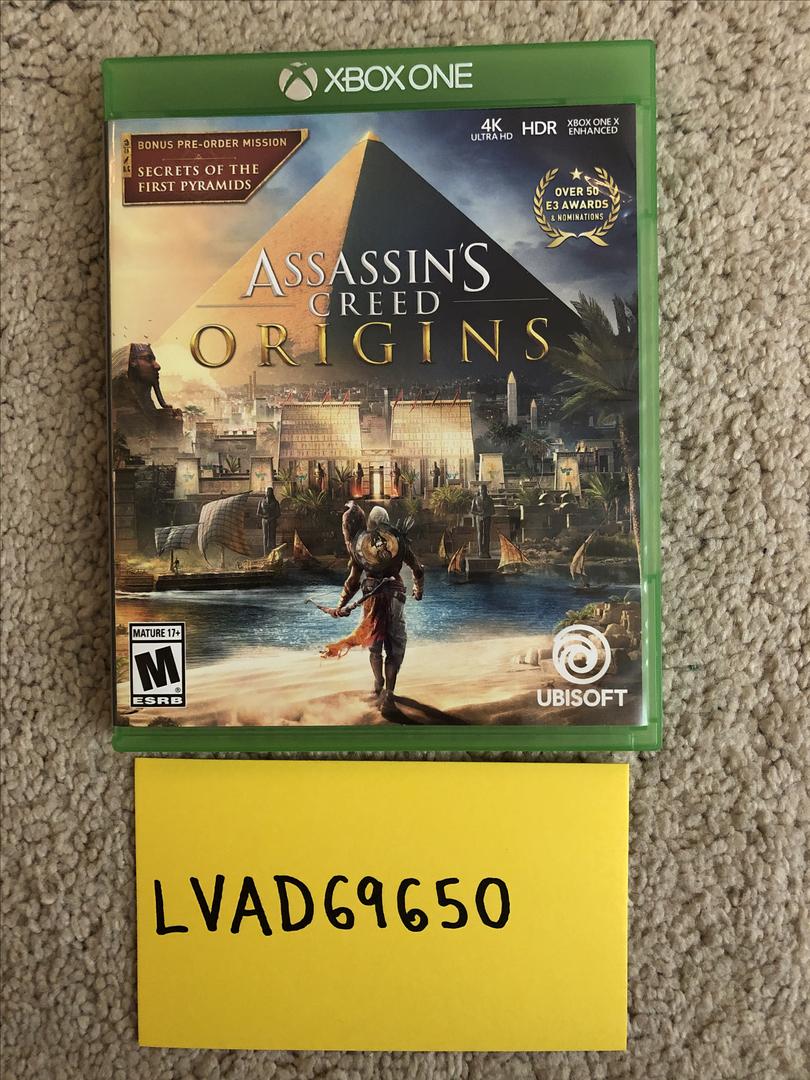 XBOX ONE
BONUS PRE-ORDER MISSION
SECRETS OF THE
FIRST PYRAMIDS
4K
ULTRA HD
HDR
XBOX ONE X
ENHANCED
OVER 50
E3 AWARDS
& NOMINATIONS
ASSASSIN'S
CREED
ORIGINS
MATURE 17+
M
®
ESRB
UBISOFT
LVAD69650